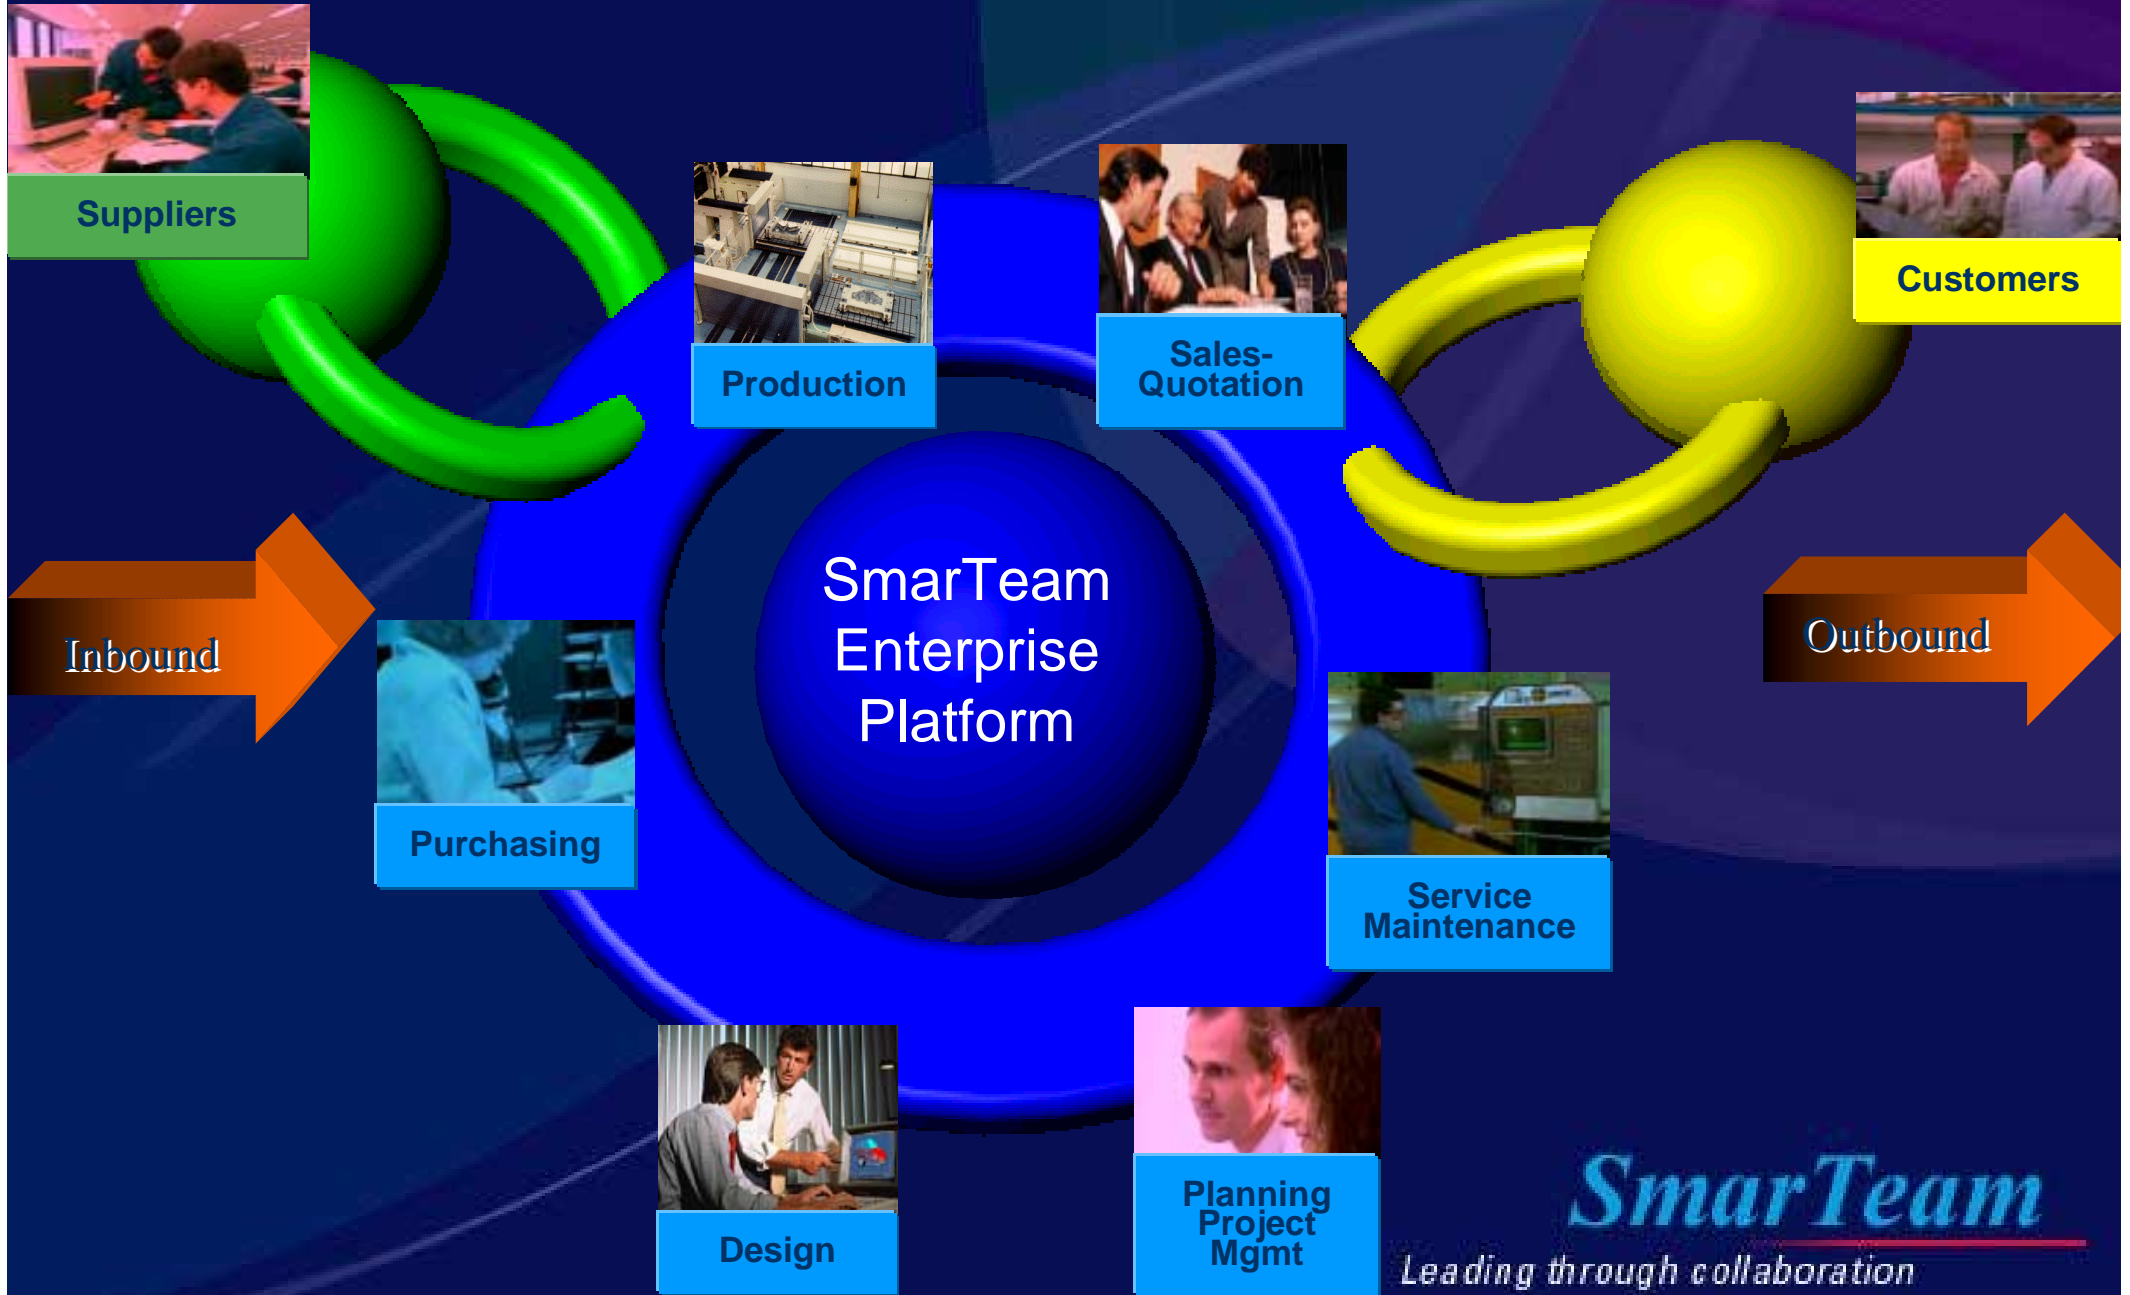 Suppliers
Customers
Production
Sales-
Quotation
SmarTeam
Enterprise
Platform
Inbound
Outbound
Purchasing
Service
Maintenance
Design
Planning
Project
Mgmt
SmarTeam
Leading through collaboration